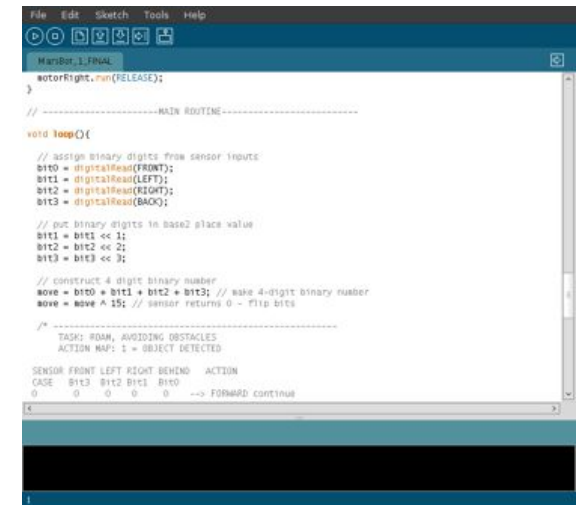 File Edit Sketch Tools Help
MarsBot_1_FINAL
motorRight.run(RELEASE);
}
// ----------------------MAIN ROUTINE--------------------------
void loop(){
// assign binary digits from sensor inputs
bit0 = digitalRead(FRONT);
bit1 = digitalRead(LEFT);
bit2 = digitalRead(RIGHT);
bit3 = digitalRead(BACK);
// put binary digits in base2 place value
bit1 = bit1 << 1;
bit2 = bit2 << 2;
bit3 = bit3 << 3;
// construct 4 digit binary number
move = bit0 + bit1 + bit2 + bit3; // make 4-digit binary number
move = move ^ 15; // sensor returns 0 - flip bits
/* ------------------------------------------------------
TASK: ROAM, AVOIDING OBSTACLES
ACTION MAP: 1 = OBJECT DETECTED
SENSOR FRONT LEFT RIGHT BEHIND ACTION
CASE Bit3 Bit2 Bit1 Bit0
0 0 0 0 0 --> FORWARD continue
1